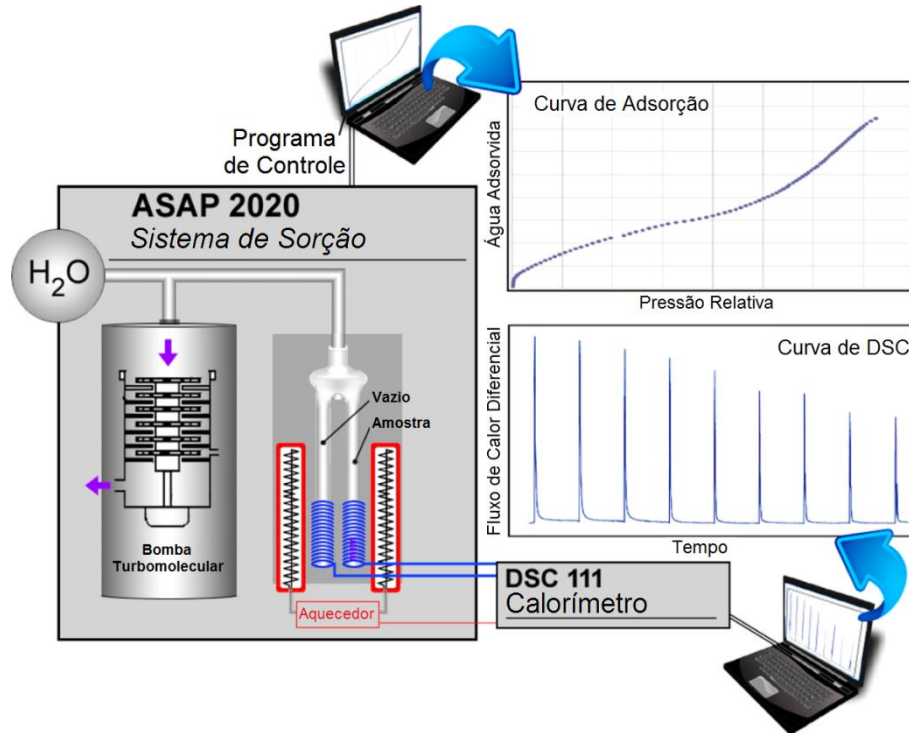 Programa
de Controle
Curva de Adsorção
Água Adsorvida
Pressão Relativa
ASAP 2020
Sistema de Sorção
H₂O
Vazio
Amostra
Bomba
Turbomolecular
Aquecedor
Curva de DSC
Fluxo de Calor Diferencial
Tempo
DSC 111
Calorímetro